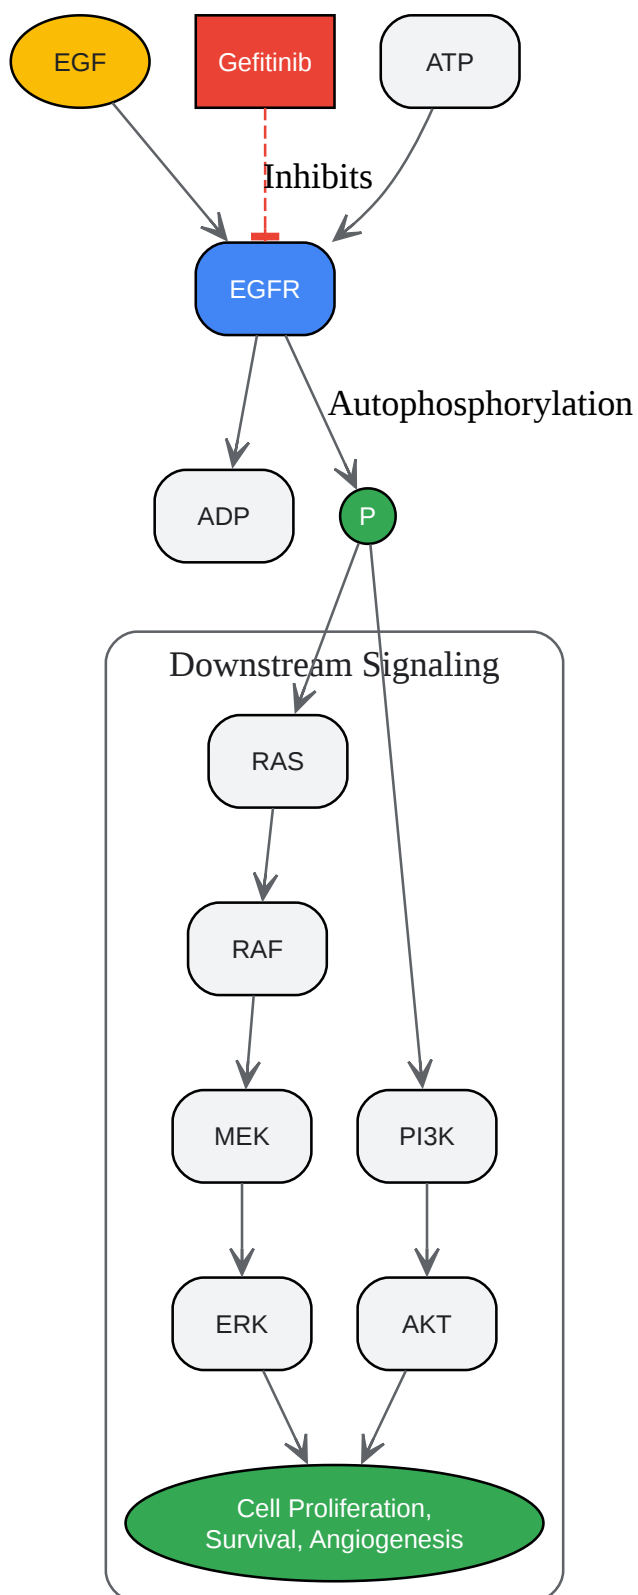 EGF
Gefitinib
ATP
Inhibits
EGFR
Autophosphorylation
ADP
P
Downstream Signaling
RAS
RAF
MEK
PI3K
ERK
AKT
Cell Proliferation,
Survival, Angiogenesis